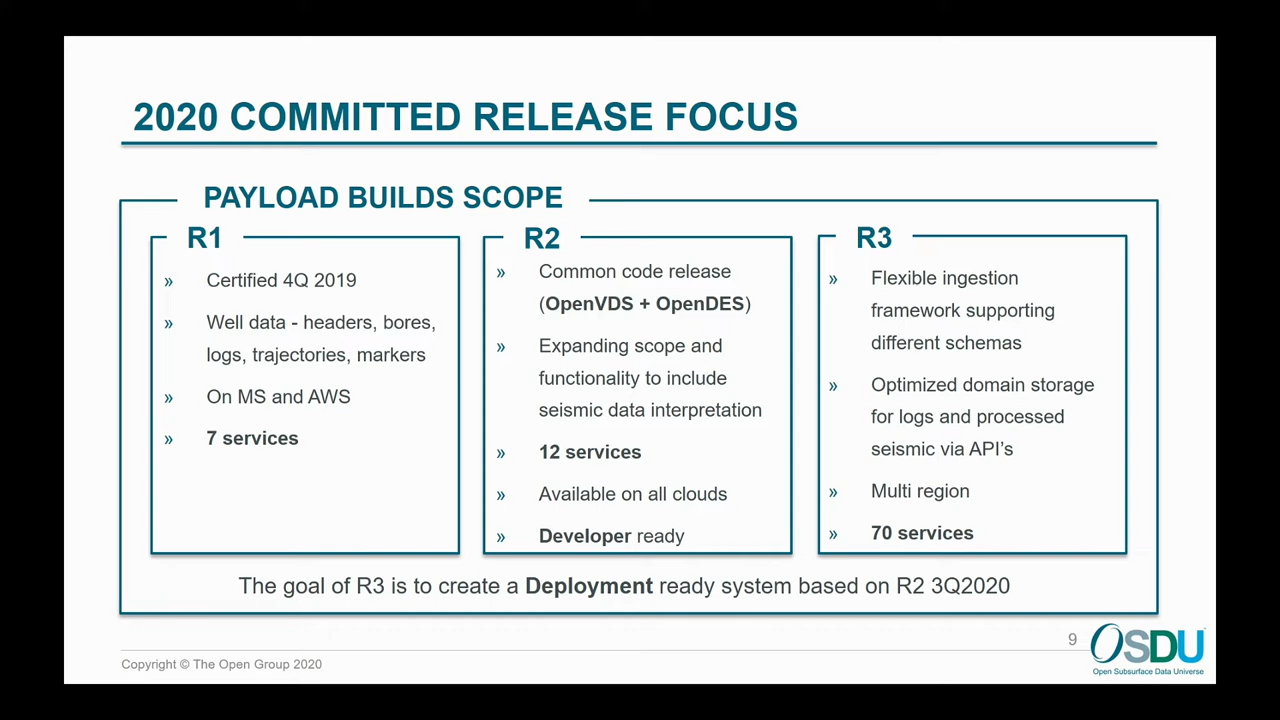 2020 COMMITTED RELEASE FOCUS
PAYLOAD BUILDS SCOPE
R1
» Certified 4Q 2019
» Well data - headers, bores,
logs, trajectories, markers
» On MS and AWS
» 7 services
R2
» Common code release
(OpenVDS + OpenDES)
» Expanding scope and
functionality to include
seismic data interpretation
» 12 services
» Available on all clouds
» Developer ready
R3
» Flexible ingestion
framework supporting
different schemas
» Optimized domain storage
for logs and processed
seismic via API’s
» Multi region
» 70 services
The goal of R3 is to create a Deployment ready system based on R2 3Q2020
9
Copyright © The Open Group 2020
OSDU
Open Subsurface Data Universe